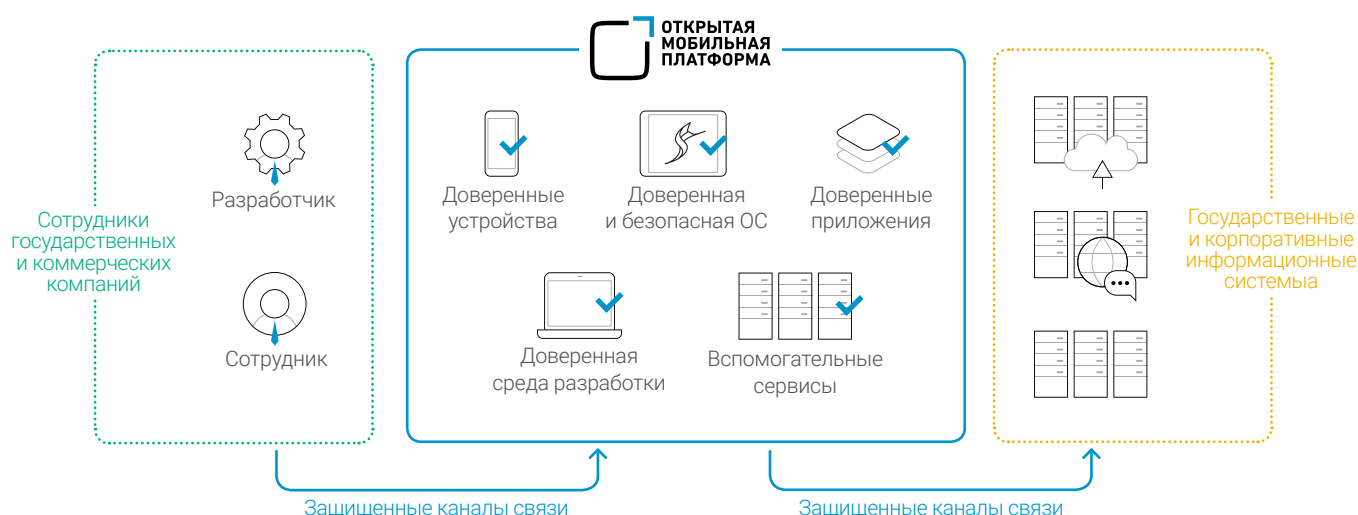 ОТКРЫТАЯ
МОБИЛЬНАЯ
ПЛАТФОРМА
Сотрудники
государственных
и коммерческих
компаний
Разработчик
Сотрудник
Доверенные
устройства
Доверенная
и безопасная ОС
Доверенные
приложения
Доверенная
среда разработки
Вспомогательные
сервисы
Государственные
и корпоративные
информационные
системыа
Защищенные каналы связи
Защищенные каналы связи